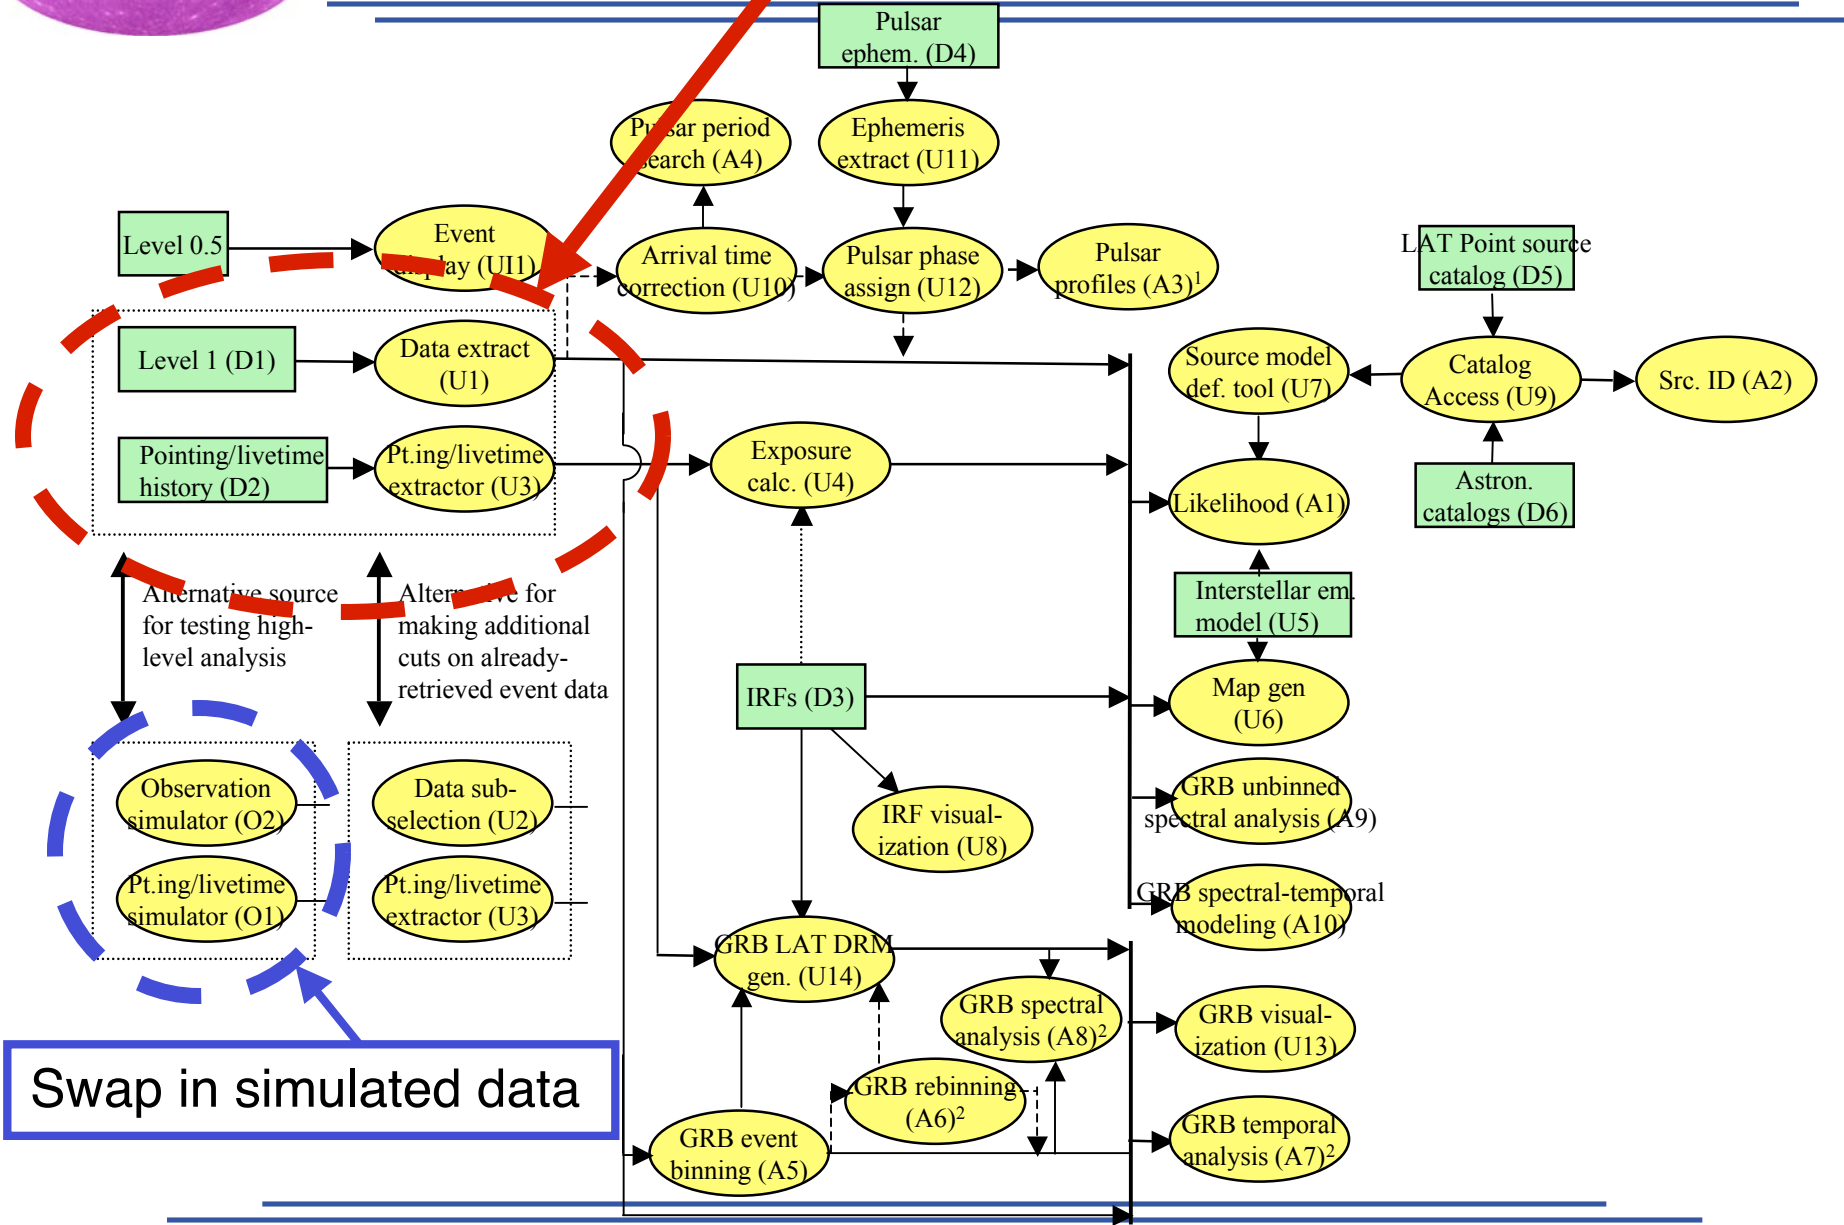 Pulsar
ephem. (D4)
Pulsar period
search (A4)
Ephemeris
extract (U11)
Level 0.5
Event
display (UI1)
Arrival time
correction (U10)
Pulsar phase
assign (U12)
Pulsar
profiles (A3)1
LAT Point source
catalog (D5)
Level 1 (D1)
Data extract
(U1)
Source model
def. tool (U7)
Catalog
Access (U9)
Src. ID (A2)
Pointing/livetime
history (D2)
Pt.ing/livetime
extractor (U3)
Exposure
calc. (U4)
Likelihood (A1)
Astron.
catalogs (D6)
Alternative source
for testing high-
level analysis
Alternative for
making additional
cuts on already-
retrieved event data
Interstellar em.
model (U5)
IRFs (D3)
Map gen
(U6)
Observation
simulator (O2)
Data sub-
selection (U2)
IRF visual-
ization (U8)
GRB unbinned
spectral analysis (A9)
Pt.ing/livetime
simulator (O1)
Pt.ing/livetime
extractor (U3)
GRB spectral-temporal
modeling (A10)
GRB LAT DRM
gen. (U14)
GRB spectral
analysis (A8)2
GRB visual-
ization (U13)
Swap in simulated data
GRB rebinning
(A6)2
GRB event
binning (A5)
GRB temporal
analysis (A7)2